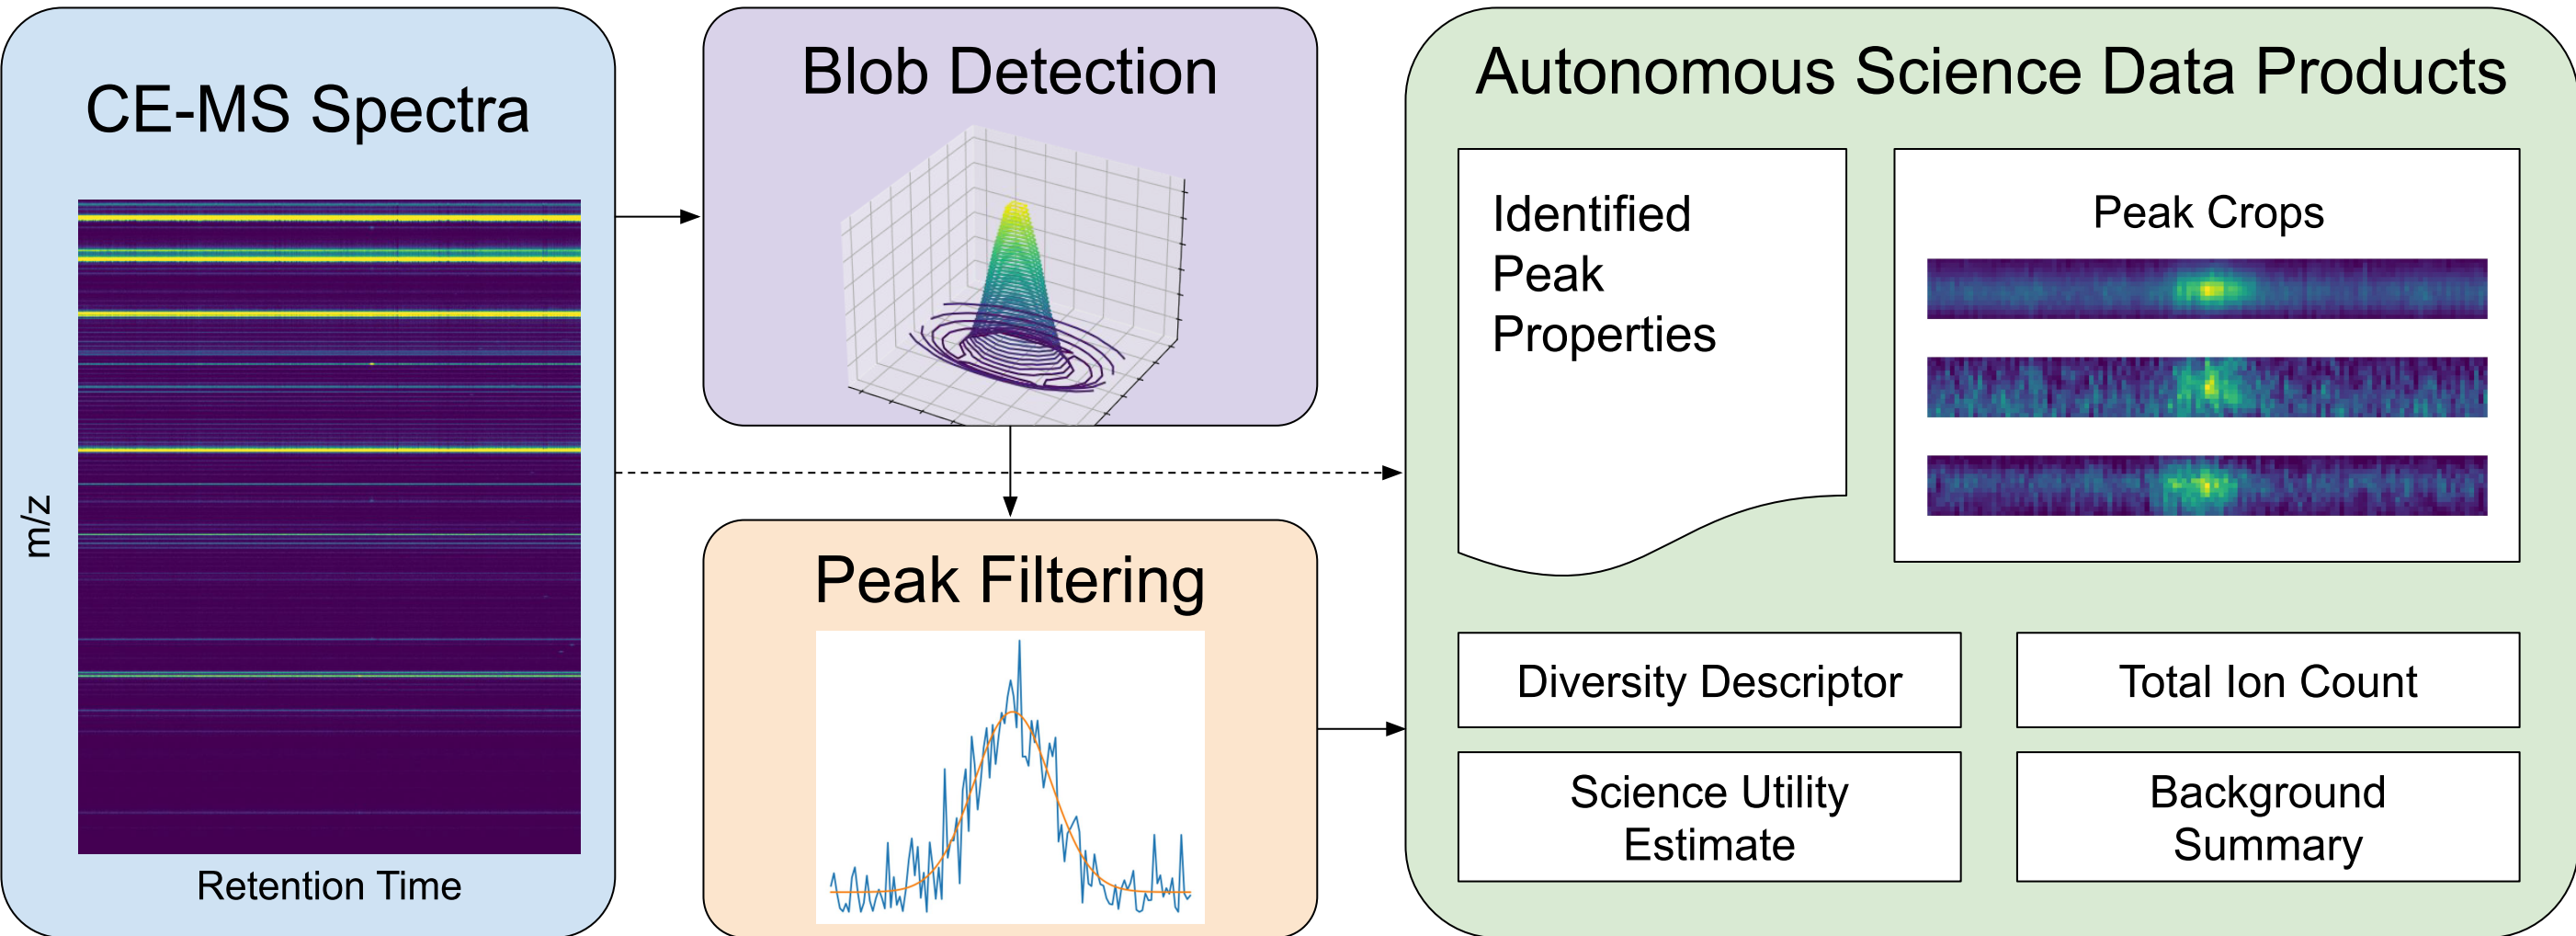 CE-MS Spectra
m/z
Retention Time
Blob Detection
Peak Filtering
Autonomous Science Data Products
Identified
Peak
Properties
Peak Crops
Diversity Descriptor
Total Ion Count
Science Utility
Estimate
Background
Summary